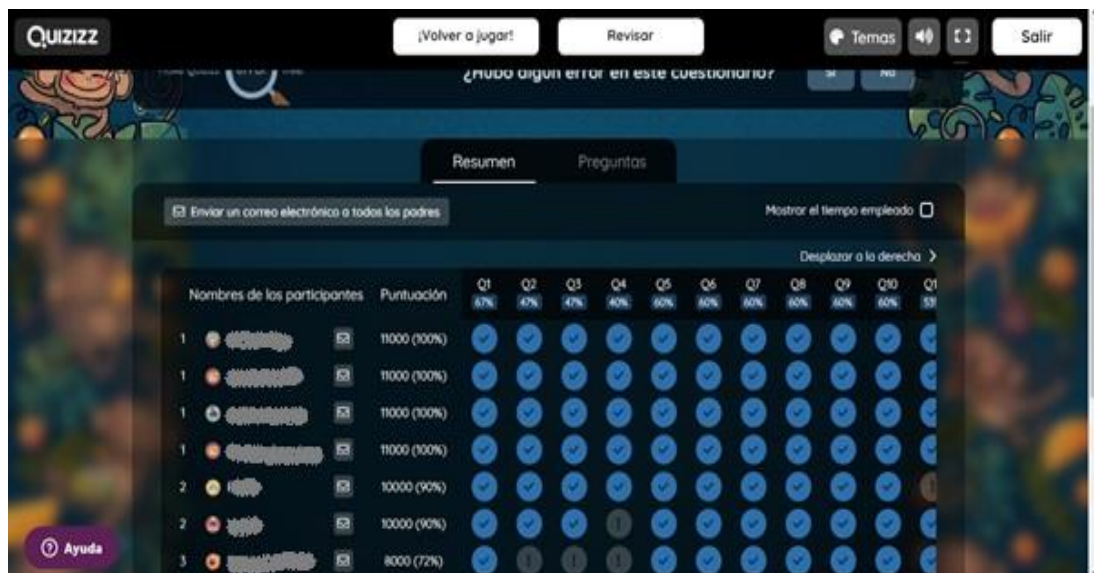 QUIZIZZ
¡Volver a jugar!
Revisar
Temas
Salir
¿Hubo algún error en este cuestionario?
Sí
No
Resumen
Preguntas
Enviar un correo electrónico a todos los padres
Mostrar el tiempo empleado
Desplazar a la derecha >
Nombres de los participantes Puntuación Q1 Q2 Q3 Q4 Q5 Q6 Q7 Q8 Q9 Q10 Q1
67% 47% 47% 40% 60% 60% 60% 60% 60% 60% 53%
1 11000 (100%)
1 11000 (100%)
1 11000 (100%)
1 11000 (100%)
2 10000 (90%)
2 10000 (90%)
3 8000 (72%)
Ayuda